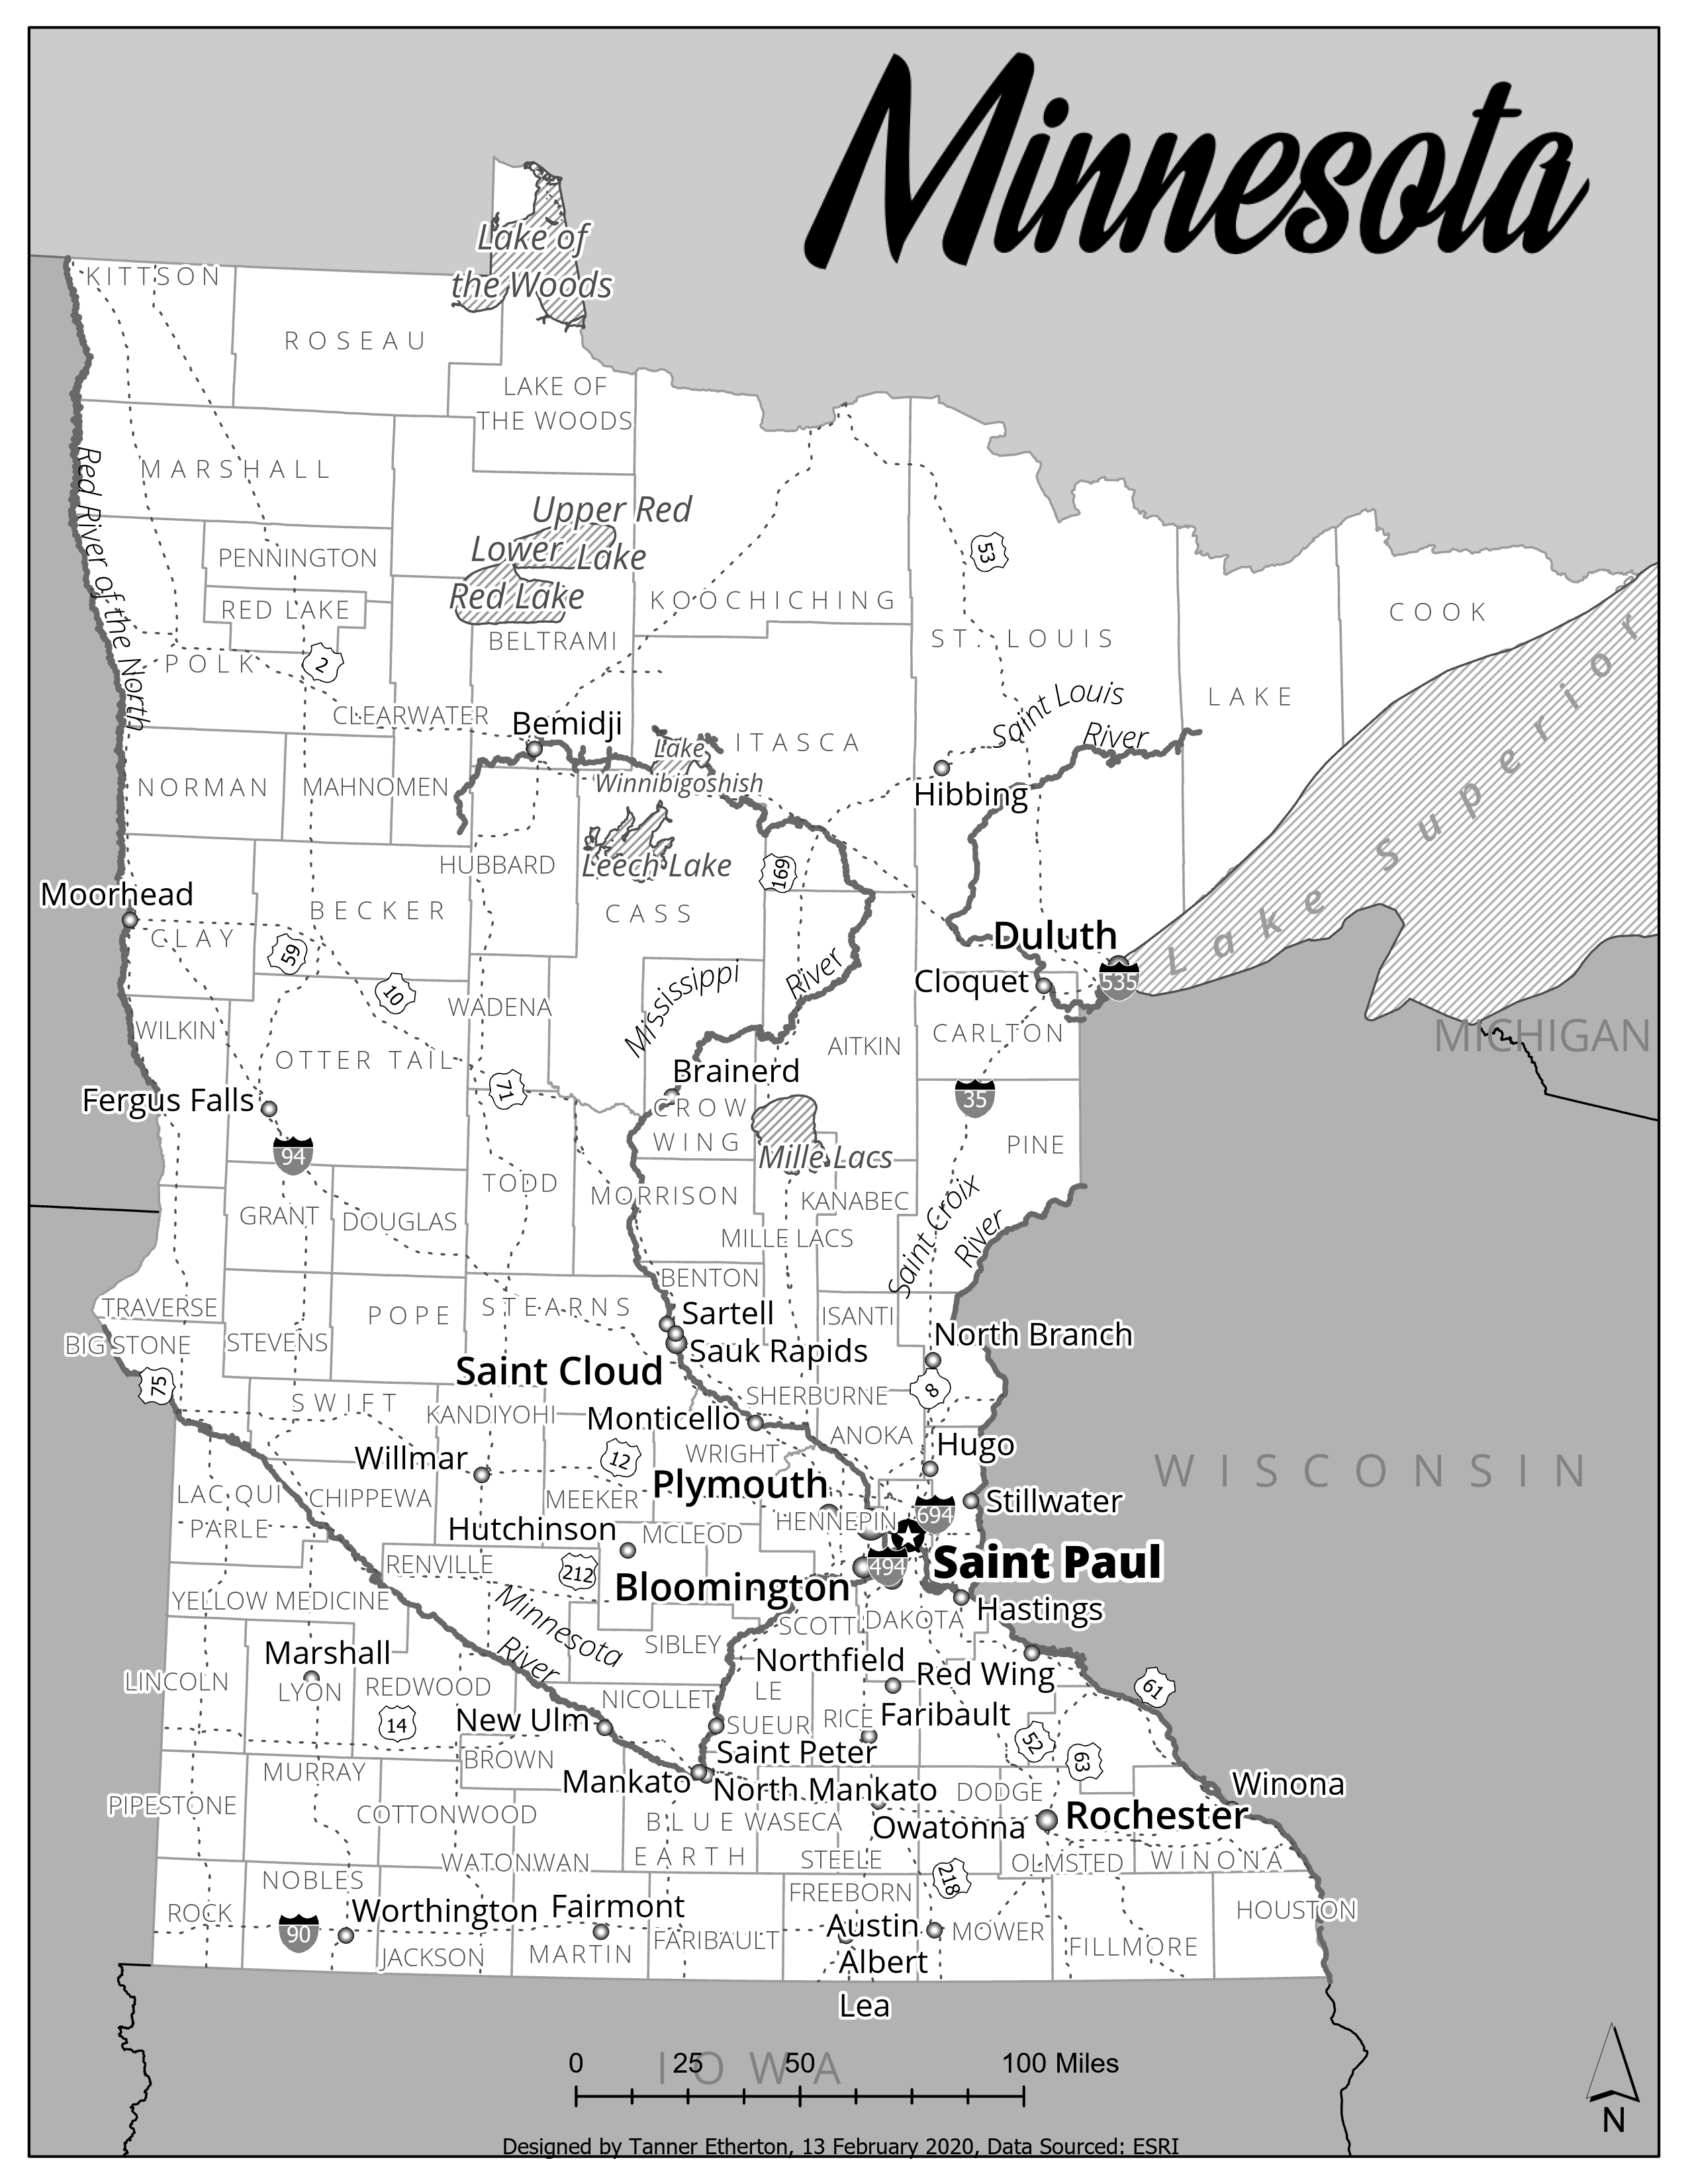 Minnesota
Lake of
the Woods
KITTSON
ROSEAU
LAKE OF
THE WOODS
MARSHALL
Red River of the North
Upper Red
Lake
Lower
Red Lake
53
PENNINGTON
RED LAKE
KOOCHICHING
COOK
BELTRAMI
ST. LOUIS
POLK
2
LAKE
Lake Superior
Saint Louis
River
CLEARWATER
Bemidji
Lake
Winnibigoshish
ITASCA
Hibbing
NORMAN
MAHNOMEN
HUBBARD
Leech Lake
169
Moorhead
BECKER
CASS
CLAY
59
Duluth
535
Cloquet
10
Mississippi
River
WADENA
WILKIN
CARLTON
MICHIGAN
AITKIN
OTTER TAIL
Brainerd
71
Fergus Falls
CROW
WING
35
94
Mille Lacs
PINE
TODD
MORRISON
KANABEC
Saint Croix
River
GRANT
DOUGLAS
MILLE LACS
BENTON
TRAVERSE
POPE
STEARNS
Sartell
ISANTI
BIG STONE
STEVENS
Sauk Rapids
North Branch
Saint Cloud
75
SHERBURNE
8
SWIFT
KANDIYOHI
Monticello
ANOKA
Hugo
Willmar
12
WRIGHT
WISCONSIN
LAC QUI
PARLE
CHIPPEWA
MEEKER
Plymouth
Stillwater
HENNEPIN
694
Hutchinson
MCLEOD
Saint Paul
RENVILLE
212
Bloomington
494
YELLOW MEDICINE
Minnesota
River
SCOTT
DAKOTA
Hastings
SIBLEY
Marshall
Northfield
Red Wing
LINCOLN
LYON
REDWOOD
LE
SUEUR
61
NICOLLET
14
New Ulm
RICE
Faribault
52
Saint Peter
BROWN
63
MURRAY
Mankato
North Mankato
DODGE
Winona
PIPESTONE
COTTONWOOD
BLUE
EARTH
WASECA
Owatonna
Rochester
WATONWAN
STEELE
OLMSTED
WINONA
NOBLES
218
ROCK
Worthington
Fairmont
FREEBORN
HOUSTON
90
Austin
MOWER
JACKSON
MARTIN
FARIBAULT
FILLMORE
Albert
Lea
IOWA
0 25 50 100 Miles
N
Designed by Tanner Etherton, 13 February 2020, Data Sourced: ESRI